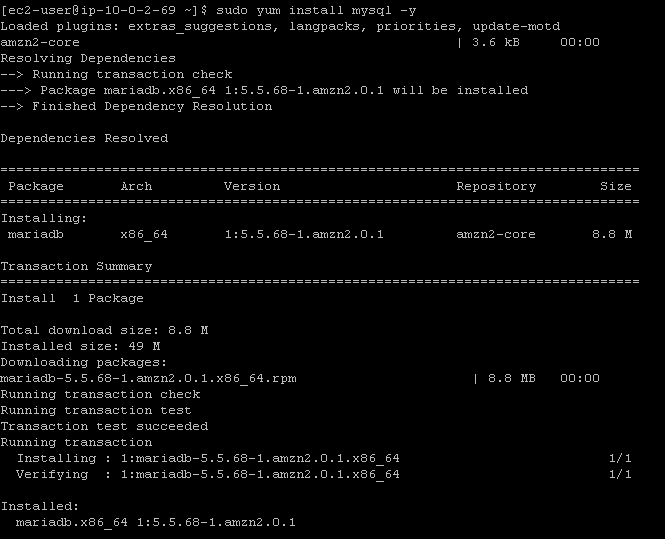 [ec2-user@ip-10-0-2-69 ~]$ sudo yum install mysql -y
Loaded plugins: extras_suggestions, langpacks, priorities, update-motd
amzn2-core                                               | 3.6 kB     00:00
Resolving Dependencies
--> Running transaction check
---> Package mariadb.x86_64 1:5.5.68-1.amzn2.0.1 will be installed
--> Finished Dependency Resolution

Dependencies Resolved

================================================================================
 Package       Arch         Version                      Repository        Size
================================================================================
Installing:
 mariadb       x86_64       1:5.5.68-1.amzn2.0.1         amzn2-core       8.8 M

Transaction Summary
================================================================================
Install  1 Package

Total download size: 8.8 M
Installed size: 49 M
Downloading packages:
mariadb-5.5.68-1.amzn2.0.1.x86_64.rpm                      | 8.8 MB   00:00
Running transaction check
Running transaction test
Transaction test succeeded
Running transaction
  Installing : 1:mariadb-5.5.68-1.amzn2.0.1.x86_64                          1/1
  Verifying  : 1:mariadb-5.5.68-1.amzn2.0.1.x86_64                          1/1

Installed:
  mariadb.x86_64 1:5.5.68-1.amzn2.0.1